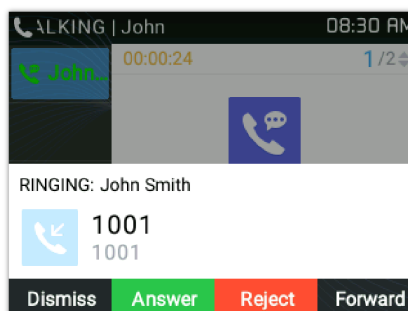 ALKING | John 08:30 AM
John... 00:00:24 1/2
RINGING: John Smith
1001
1001
Dismiss Answer Reject Forward